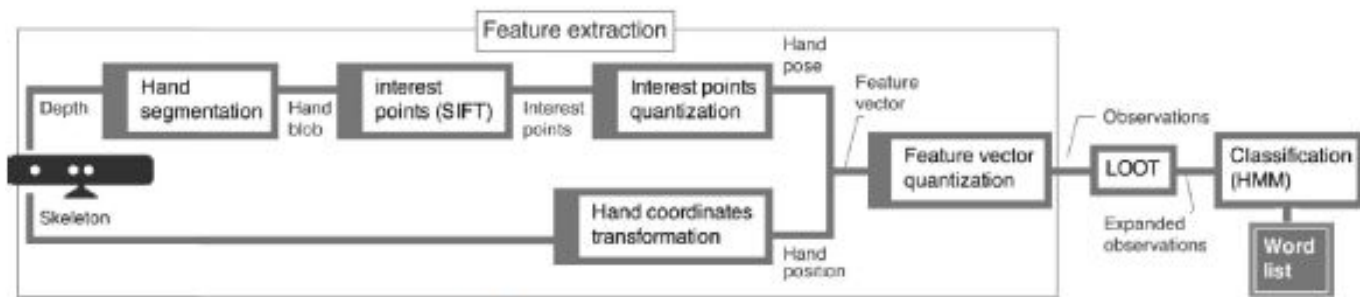 Feature extraction
Depth
Hand
segmentation
Hand
blob
interest
points (SIFT)
Interest
points
Interest points
quantization
Hand
pose
Feature
vector
Skeleton
Hand coordinates
transformation
Hand
position
Feature vector
quantization
Observations
LOOT
Expanded
observations
Classification
(HMM)
Word
list